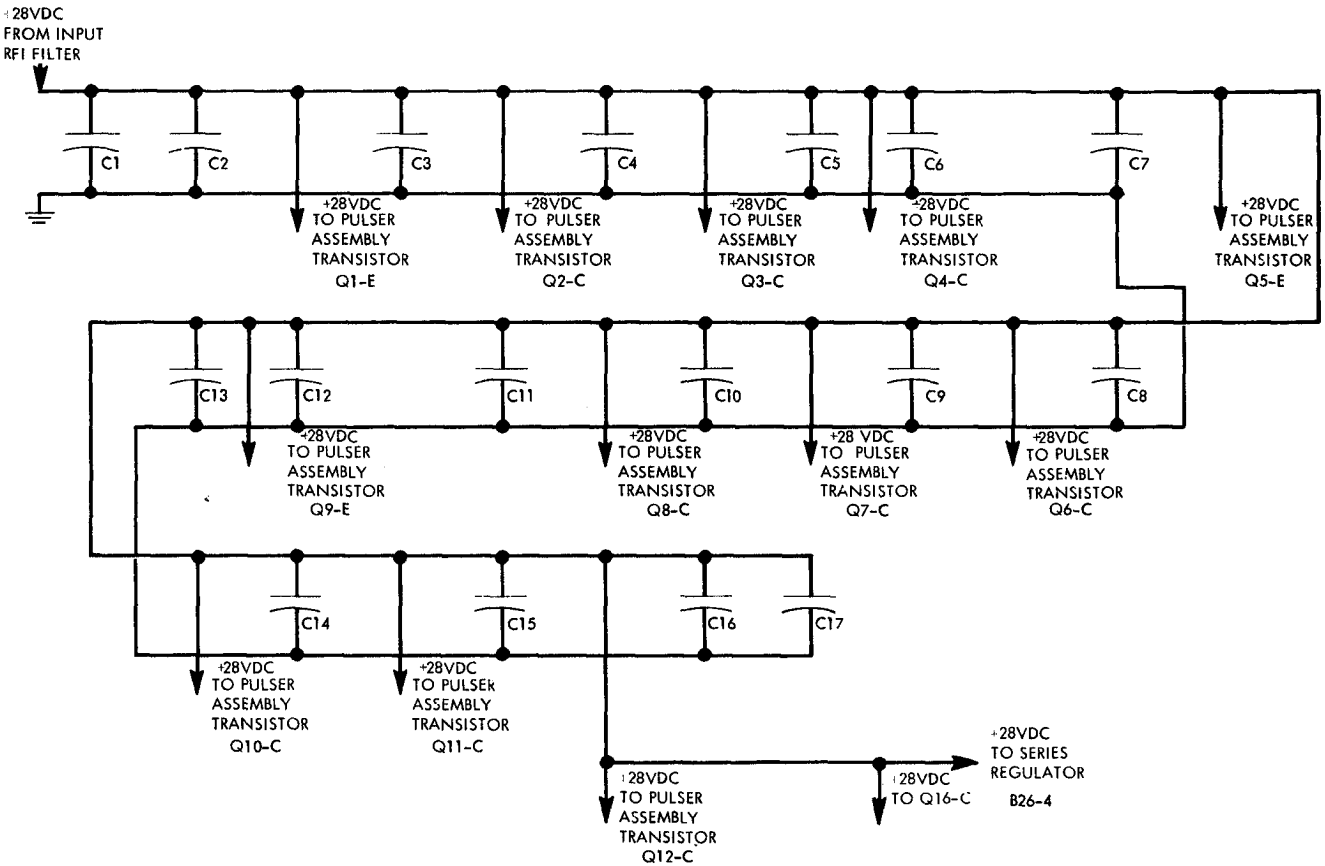 +28VDC
FROM INPUT
RFI FILTER
C1
C2
C3
C4
C5
C6
C7
+28VDC
TO PULSER
ASSEMBLY
TRANSISTOR
Q1-E
+28VDC
TO PULSER
ASSEMBLY
TRANSISTOR
Q2-C
+28VDC
TO PULSER
ASSEMBLY
TRANSISTOR
Q3-C
+28VDC
TO PULSER
ASSEMBLY
TRANSISTOR
Q4-C
+28VDC
TO PULSER
ASSEMBLY
TRANSISTOR
Q5-E
C13
C12
C11
C10
C9
C8
+28VDC
TO PULSER
ASSEMBLY
TRANSISTOR
Q9-E
+28VDC
TO PULSER
ASSEMBLY
TRANSISTOR
Q8-C
+28 VDC
TO PULSER
ASSEMBLY
TRANSISTOR
Q7-C
+28VDC
TO PULSER
ASSEMBLY
TRANSISTOR
Q6-C
C14
C15
C16
C17
+28VDC
TO PULSER
ASSEMBLY
TRANSISTOR
Q10-C
+28VDC
TO PULSER
ASSEMBLY
TRANSISTOR
Q11-C
+28VDC
TO PULSER
ASSEMBLY
TRANSISTOR
Q12-C
+28VDC
TO Q16-C
+28VDC
TO SERIES
REGULATOR
B26-4